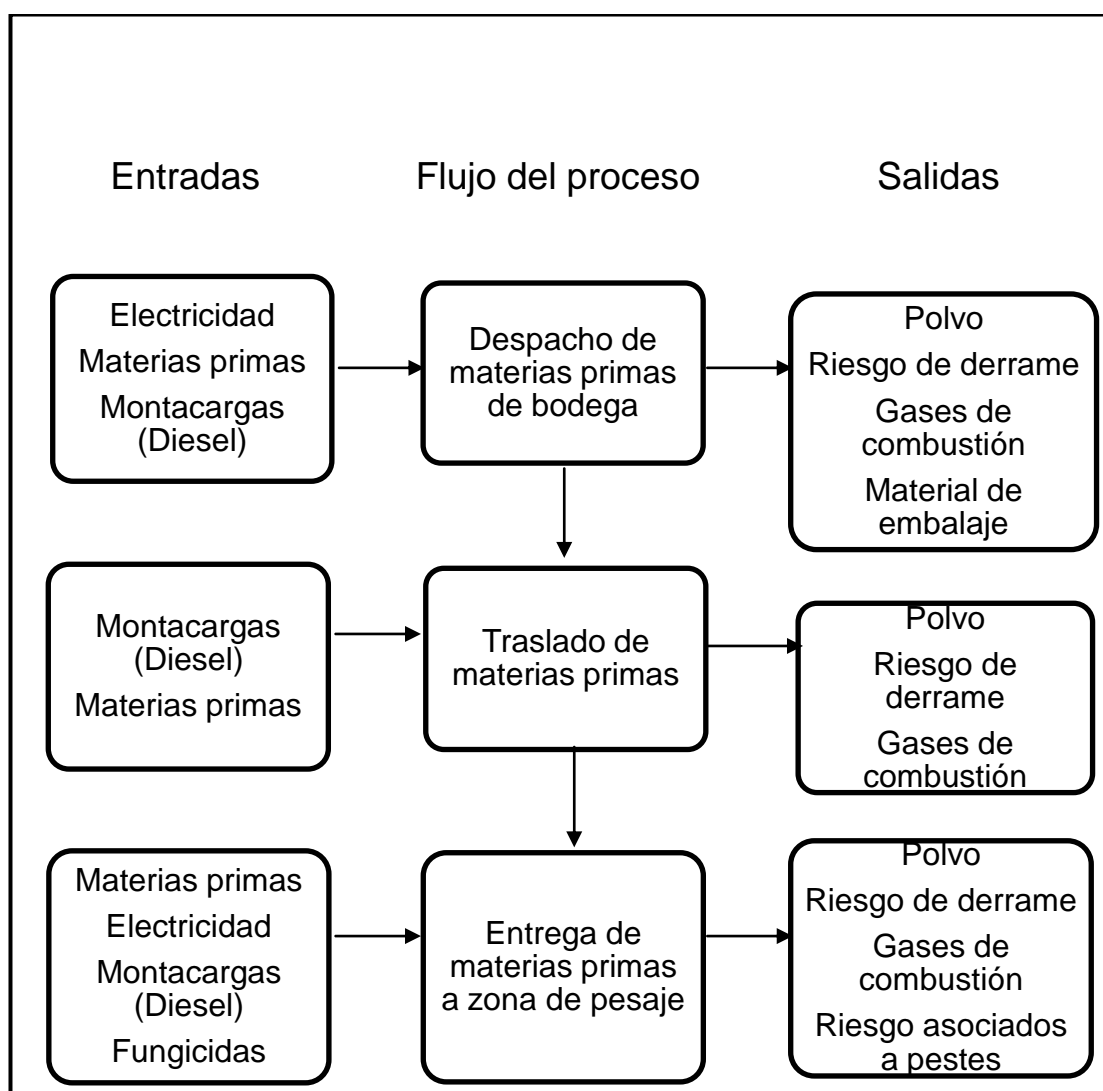 Entradas
Flujo del proceso
Salidas
Electricidad
Materias primas
Montacargas
(Diesel)
Despacho de
materias primas
de bodega
Polvo
Riesgo de derrame
Gases de
combustión
Material de
embalaje
Montacargas
(Diesel)
Materias primas
Traslado de
materias primas
Polvo
Riesgo de
derrame
Gases de
combustión
Materias primas
Electricidad
Montacargas
(Diesel)
Fungicidas
Entrega de
materias primas
a zona de pesaje
Polvo
Riesgo de derrame
Gases de
combustión
Riesgo asociados
a pestes